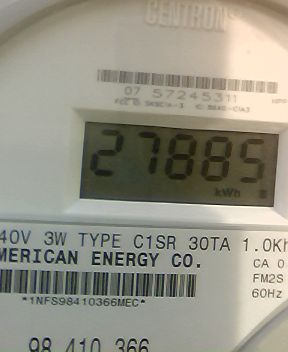 CENTRON
07 57245311
27885
kWh
40V 3W TYPE C1SR 30TA 1.0Kh
MERICAN ENERGY CO.
CA 0
FM2S
*1NFS98410366MEC*
60Hz
98 410 366